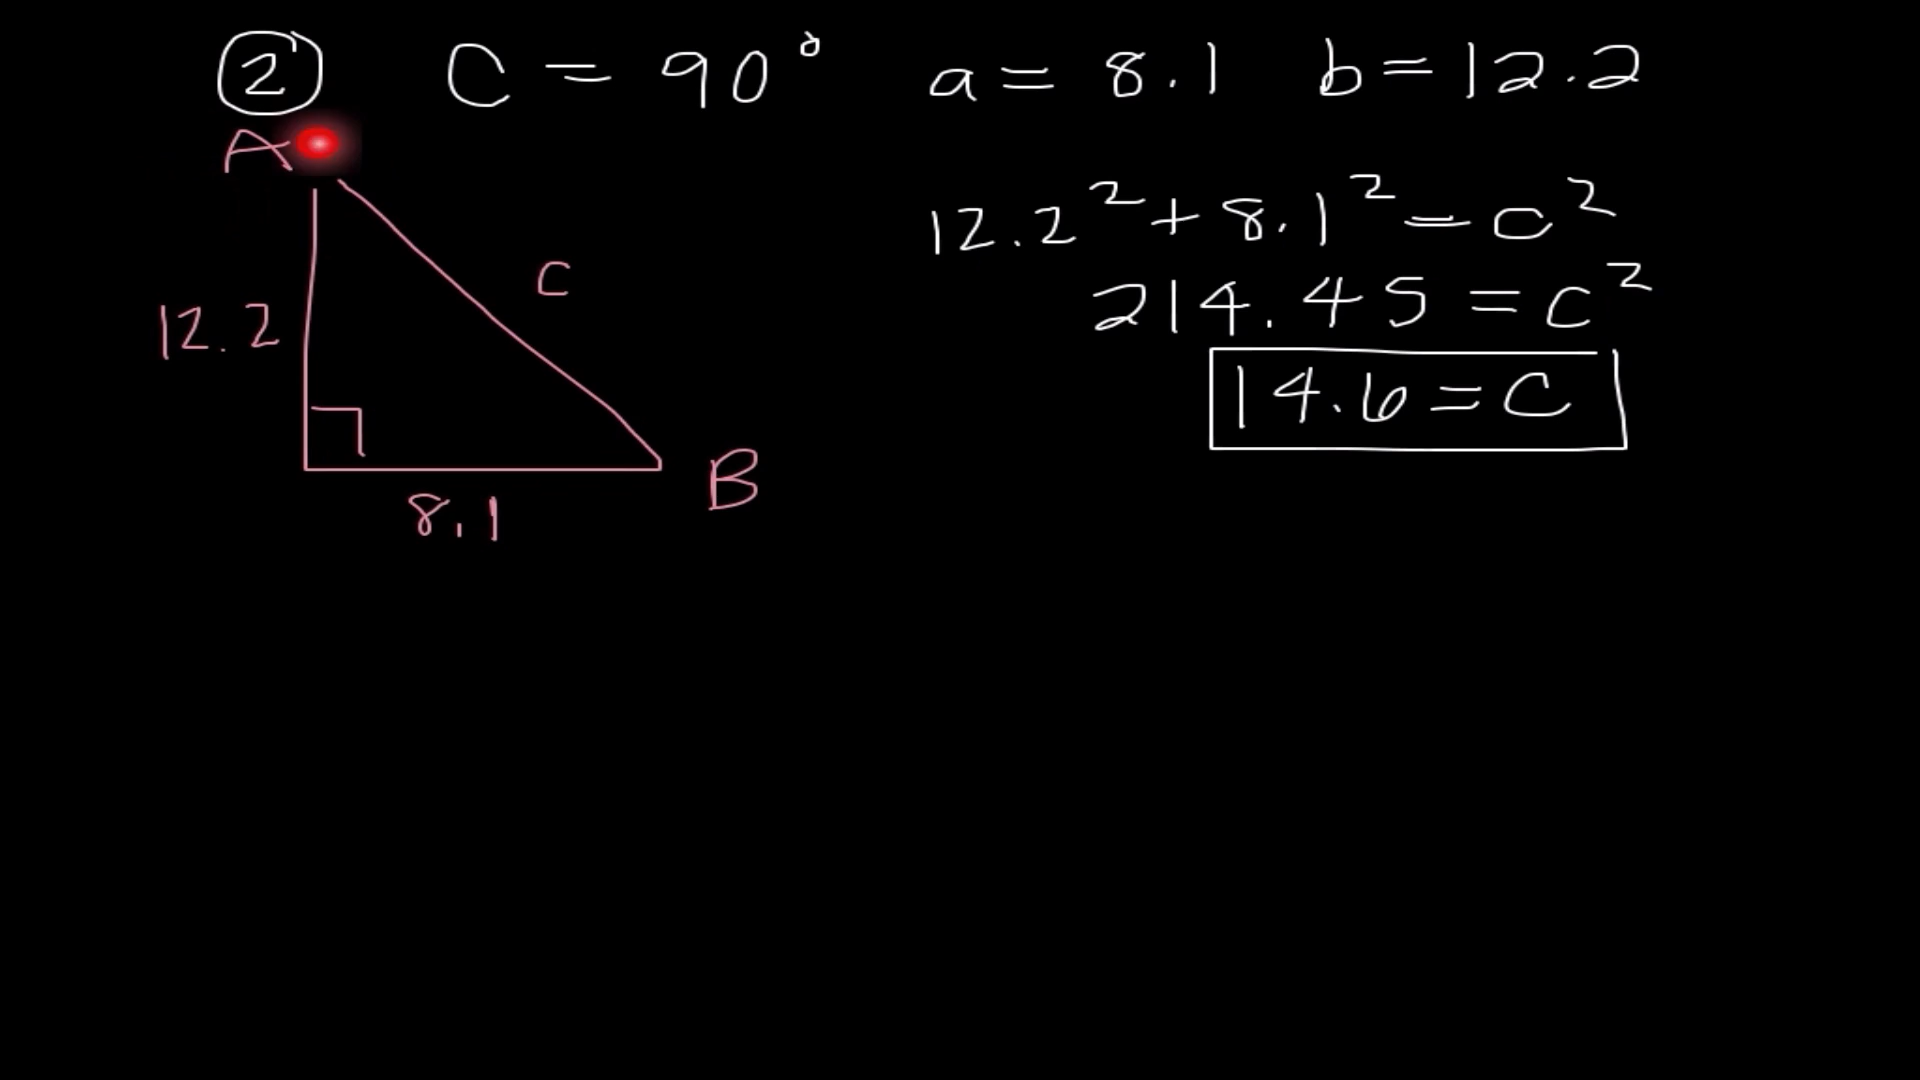 2 C = 90° a = 8.1 b = 12.2
A
12.2² + 8.1² = c²
c
214.45 = c²
12.2
14.6 = c
B
8.1